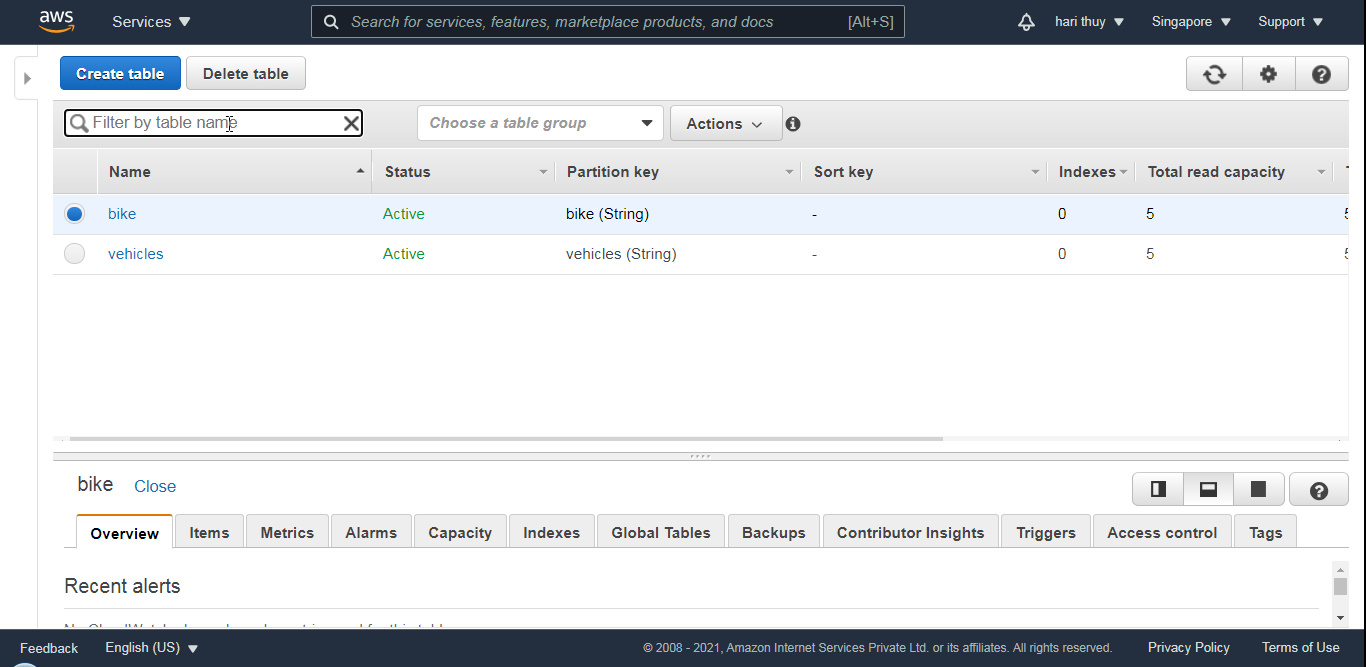 aws Services Search for services, features, marketplace products, and docs [Alt+S] hari thuy Singapore Support
Create table Delete table
Filter by table name Choose a table group Actions
Name Status Partition key Sort key Indexes Total read capacity
bike Active bike (String) - 0 5
vehicles Active vehicles (String) - 0 5
bike Close
Overview Items Metrics Alarms Capacity Indexes Global Tables Backups Contributor Insights Triggers Access control Tags
Recent alerts
Feedback English (US) © 2008 - 2021, Amazon Internet Services Private Ltd. or its affiliates. All rights reserved. Privacy Policy Terms of Use